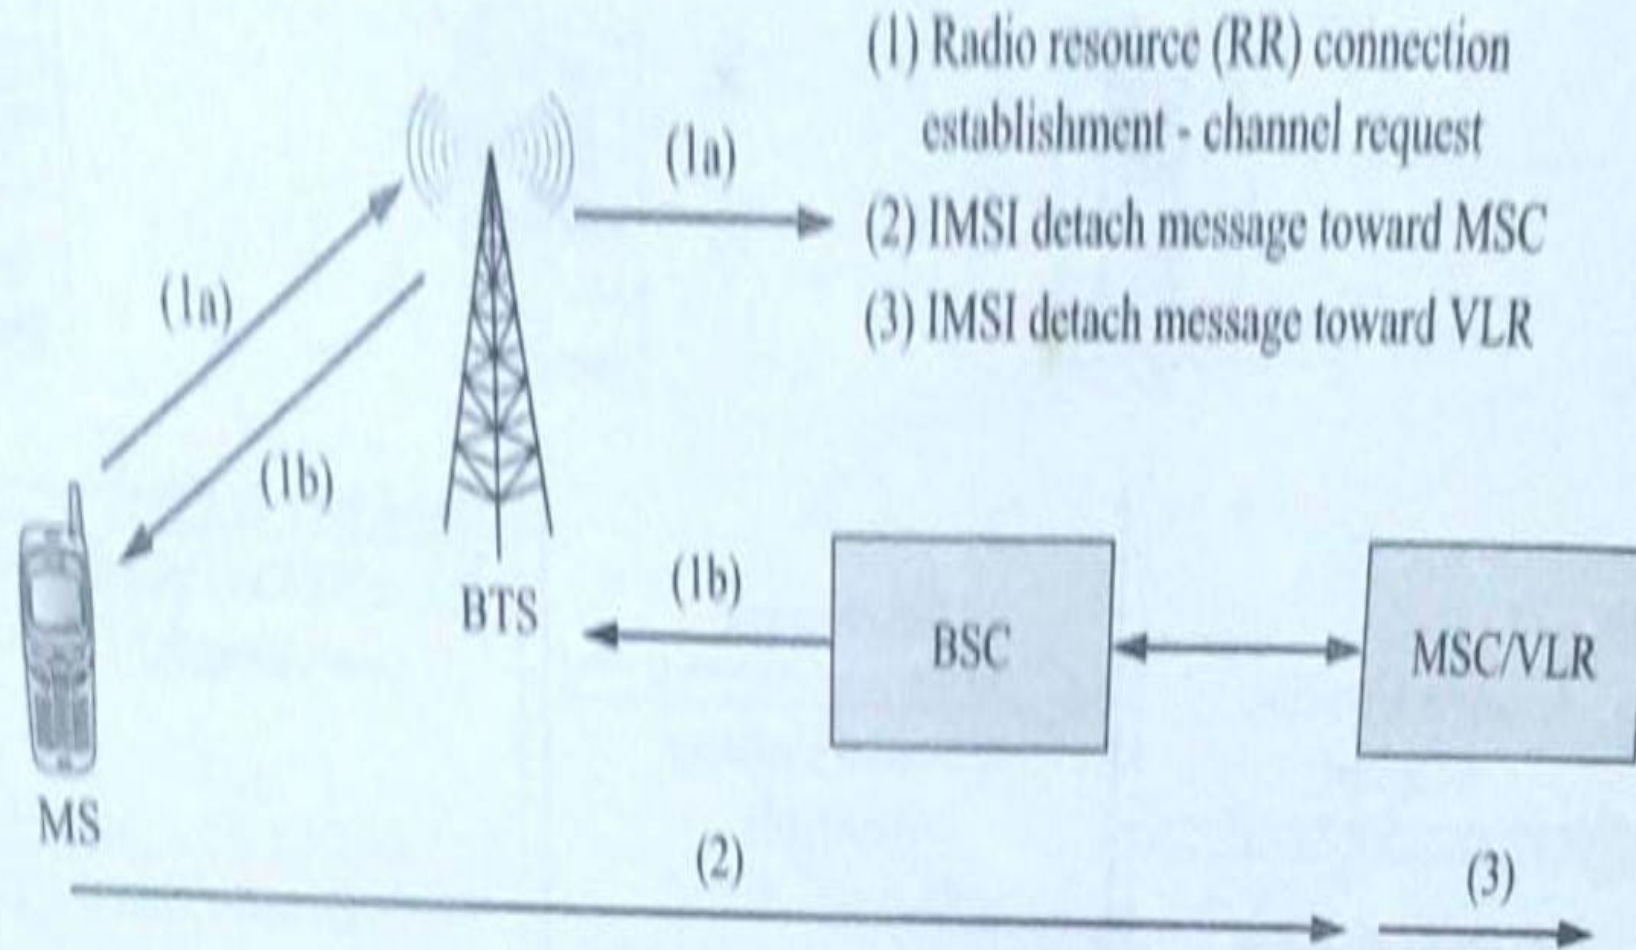 (1) Radio resource (RR) connection
establishment - channel request
(1a)
(2) IMSI detach message toward MSC
(1a)
(3) IMSI detach message toward VLR
(1b)
(1b)
BTS
BSC
MSC/VLR
MS
(2)
(3)